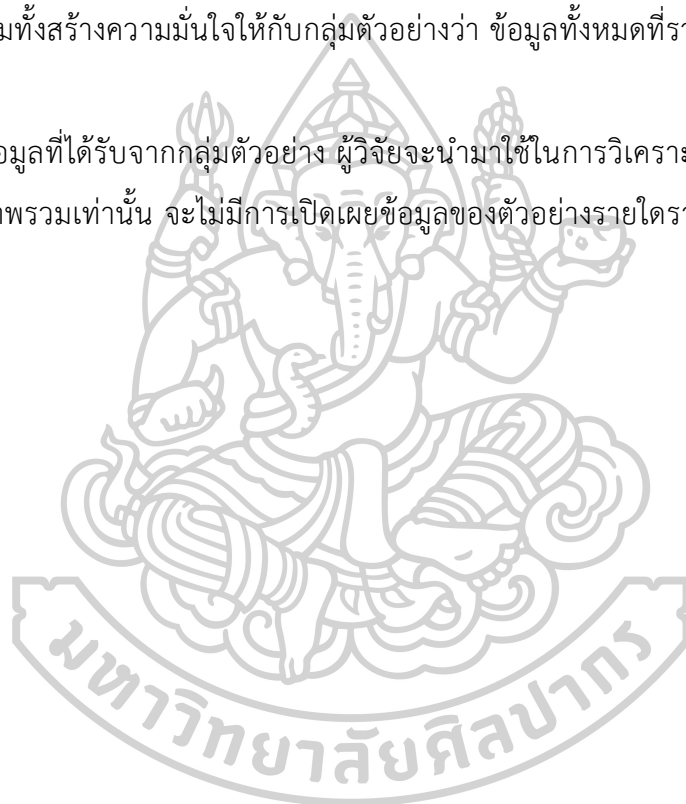 มทั้งสร้างความมั่นใจให้กับกลุ่มตัวอย่างว่า ข้อมูลทั้งหมดที่รา
อมูลที่ได้รับจากกลุ่มตัวอย่าง ผู้วิจัยจะนำมาใช้ในการวิเคราะ
าพรวมเท่านั้น จะไม่มีการเปิดเผยข้อมูลของตัวอย่างรายใดรา
มหาวิทยาลัยศิลปากร